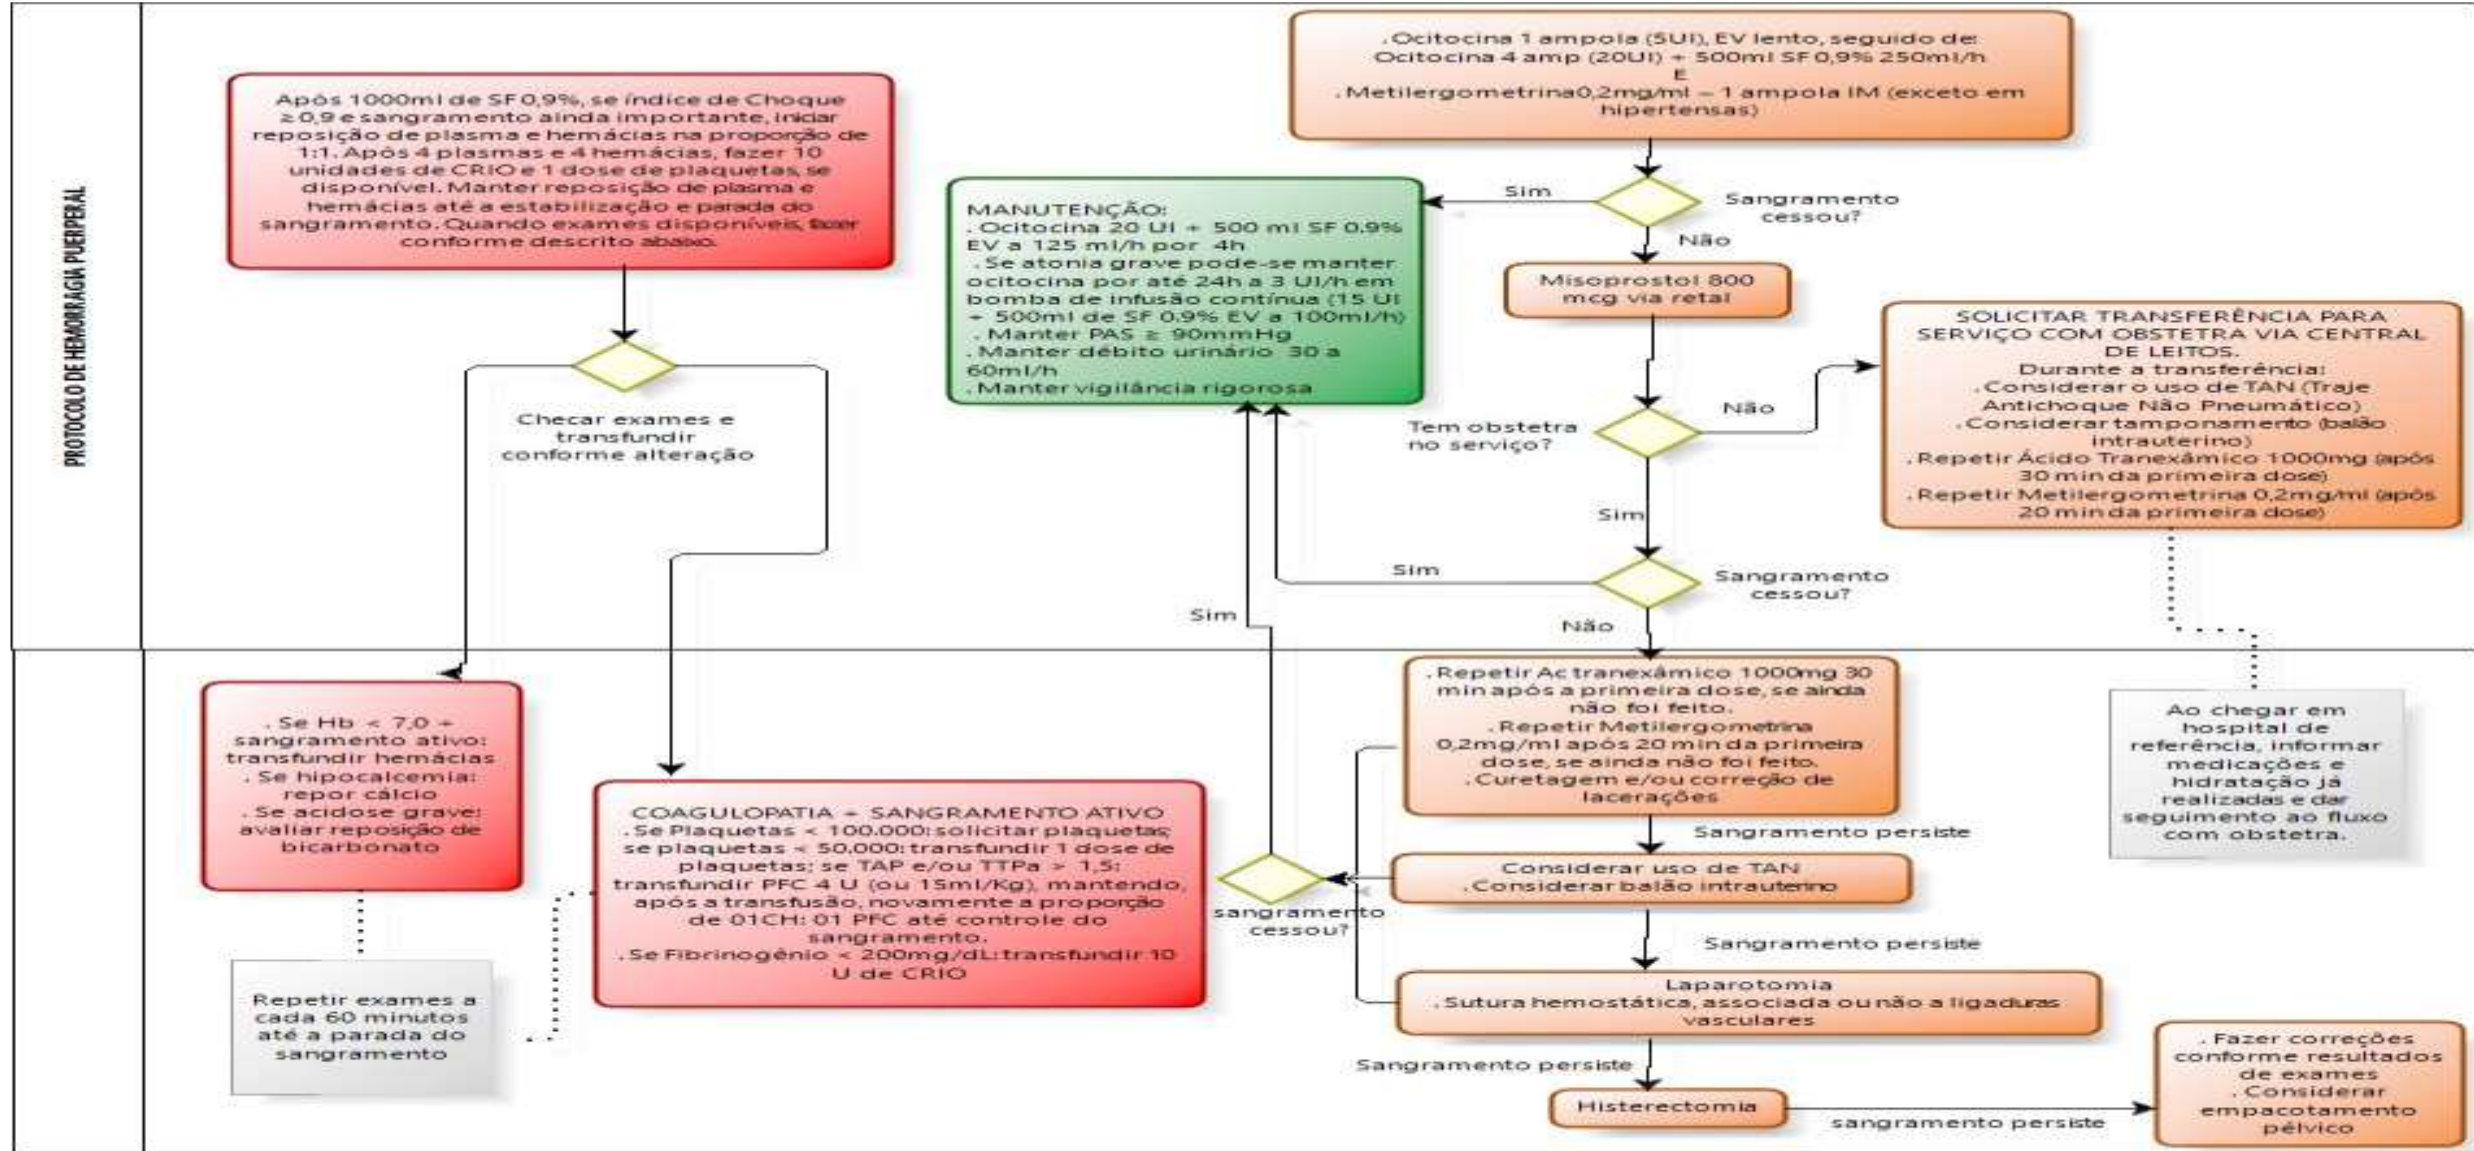 PROTOCOLO DE HEMORRAGIA PUERPERAL
Após 1000ml de SF 0,9%, se índice de Choque
≥ 0,9 e sangramento ainda importante, iniciar
reposição de plasma e hemácias na proporção de
1:1. Após 4 plasmas e 4 hemácias, fazer 10
unidades de CRIO e 1 dose de plaquetas, se
disponível. Manter reposição de plasma e
hemácias até a estabilização e parada do
sangramento. Quando exames disponíveis, fazer
conforme descrito abaixo.
Checar exames e
transfundir
conforme alteração
. Se Hb < 7,0 +
sangramento ativo:
transfundir hemácias
. Se hipocalcemia:
repor cálcio
. Se acidose grave:
avaliar reposição de
bicarbonato
Repetir exames a
cada 60 minutos
até a parada do
sangramento
COAGULOPATIA + SANGRAMENTO ATIVO
. Se Plaquetas < 100.000: solicitar plaquetas;
se plaquetas < 50.000: transfundir 1 dose de
plaquetas; se TAP e/ou TTPa > 1,5:
transfundir PFC 4 U (ou 15ml/Kg), mantendo,
após a transfusão, novamente a proporção
de 01CH: 01 PFC até controle do
sangramento.
. Se Fibrinogênio < 200mg/dL: transfundir 10
U de CRIO
. Ocitocina 1 ampola (5UI), EV lento, seguido de:
Ocitocina 4 amp (20UI) + 500ml SF 0,9% 250ml/h
E
. Metilergometrina0,2mg/ml – 1 ampola IM (exceto em
hipertensas)
Sangramento
cessou?
Sim
Não
MANUTENÇÃO:
. Ocitocina 20 UI + 500 ml SF 0.9%
EV a 125 ml/h por 4h
. Se atonia grave pode-se manter
ocitocina por até 24h a 3 UI/h em
bomba de infusão contínua (15 UI
+ 500ml de SF 0.9% EV a 100ml/h)
. Manter PAS ≥ 90mmHg
. Manter débito urinário 30 a
60ml/h
. Manter vigilância rigorosa
Misoprostol 800
mcg via retal
Tem obstetra
no serviço?
Não
Sim
SOLICITAR TRANSFERÊNCIA PARA
SERVIÇO COM OBSTETRA VIA CENTRAL
DE LEITOS.
Durante a transferência:
. Considerar o uso de TAN (Traje
Antichoque Não Pneumático)
. Considerar tamponamento (balão
intrauterino)
. Repetir Ácido Tranexâmico 1000mg (após
30 min da primeira dose)
. Repetir Metilergometrina 0,2mg/ml (após
20 min da primeira dose)
Ao chegar em
hospital de
referência, informar
medicações e
hidratação já
realizadas e dar
seguimento ao fluxo
com obstetra.
Sangramento
cessou?
Sim
Não
. Repetir Ac tranexâmico 1000mg 30
min após a primeira dose, se ainda
não foi feito.
. Repetir Metilergometrina
0,2mg/ml após 20 min da primeira
dose, se ainda não foi feito.
. Curetagem e/ou correção de
lacerações
Sangramento persiste
Considerar uso de TAN
. Considerar balão intrauterino
sangramento
cessou?
Sim
Sangramento persiste
Laparotomia
. Sutura hemostática, associada ou não a ligaduras
vasculares
Sangramento persiste
Histerectomia
sangramento persiste
. Fazer correções
conforme resultados
de exames
. Considerar
empacotamento
pélvico